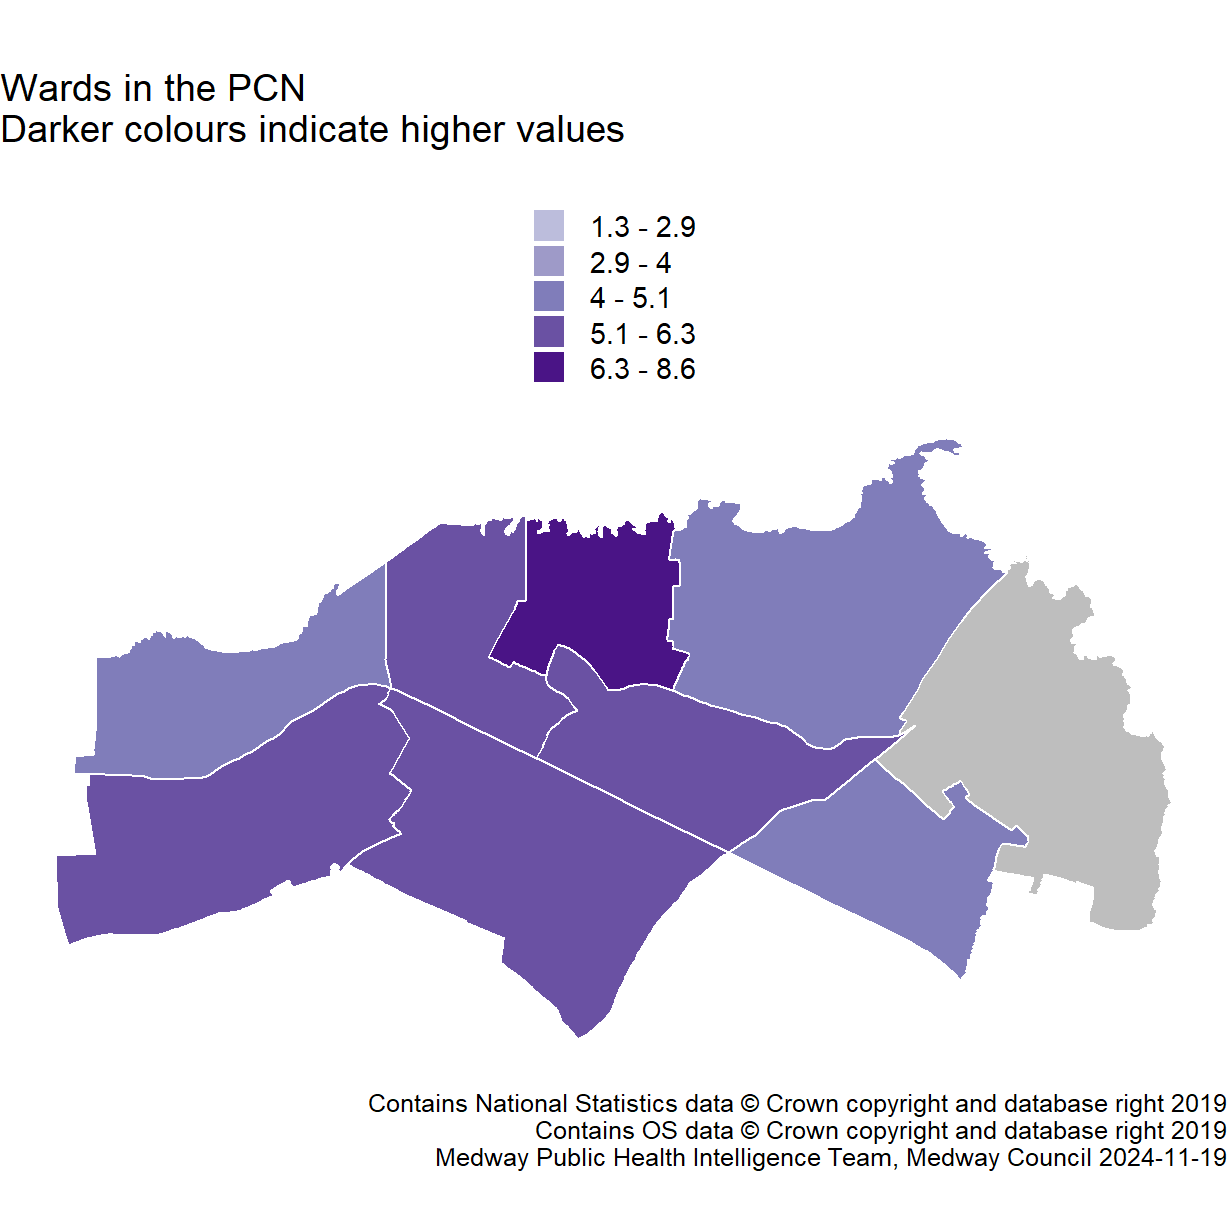 Wards in the PCN
Darker colours indicate higher values
1.3 - 2.9
2.9 - 4
4 - 5.1
5.1 - 6.3
6.3 - 8.6
Contains National Statistics data © Crown copyright and database right 2019
Contains OS data © Crown copyright and database right 2019
Medway Public Health Intelligence Team, Medway Council 2024-11-19